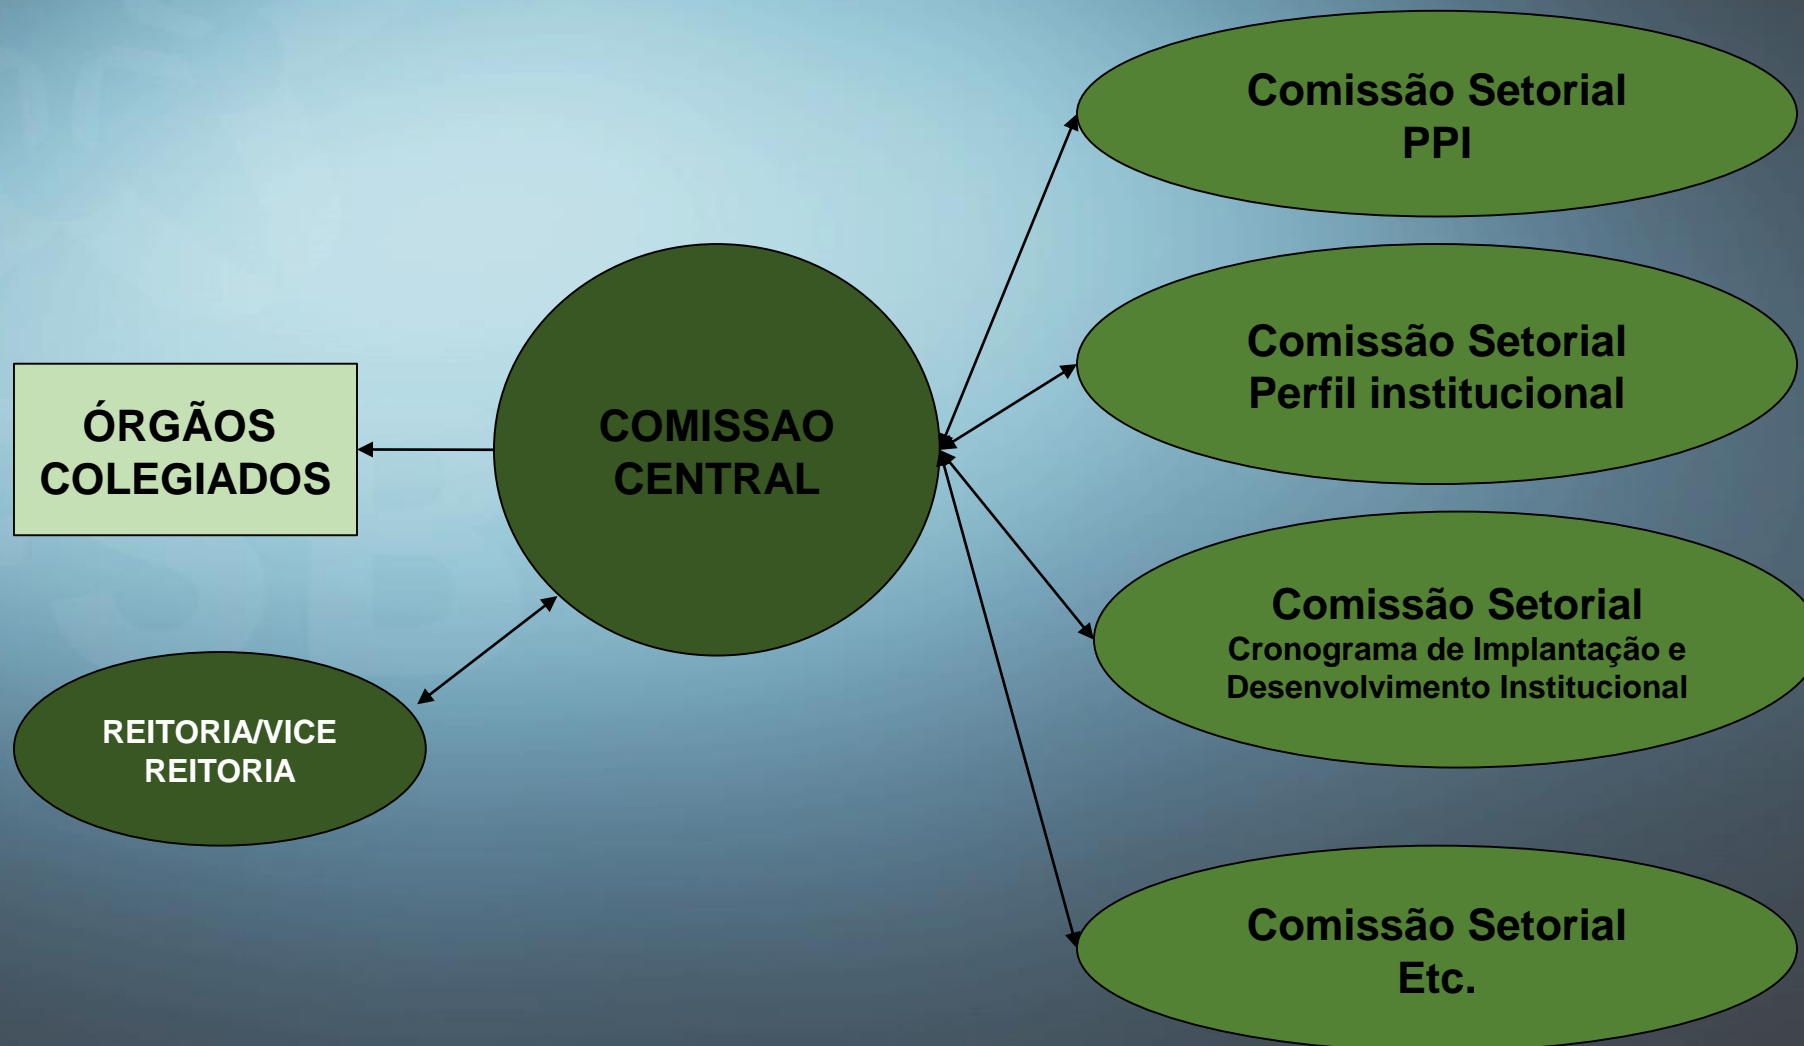 Comissão Setorial
PPI
Comissão Setorial
Perfil institucional
ÓRGÃOS
COLEGIADOS
COMISSAO
CENTRAL
Comissão Setorial
Cronograma de Implantação e
Desenvolvimento Institucional
REITORIA/VICE
REITORIA
Comissão Setorial
Etc.